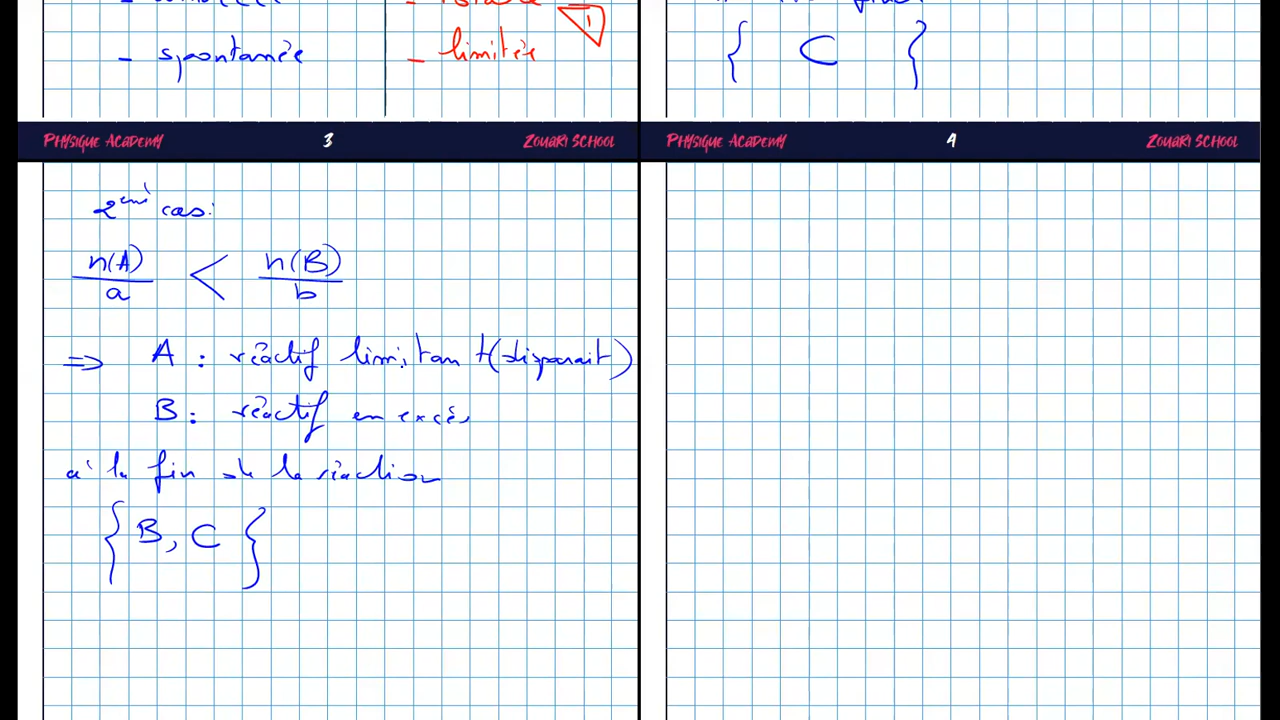 - spontanée
- limitée
1
{ C }
PHYSIQUE ACADEMY 3 ZOUARI SCHOOL
PHYSIQUE ACADEMY 4 ZOUARI SCHOOL
2ème cas:
n(A)/a < n(B)/b
=> A : réactif limitant (disparait)
B : réactif en excès
à la fin de la réaction
{ B, C }